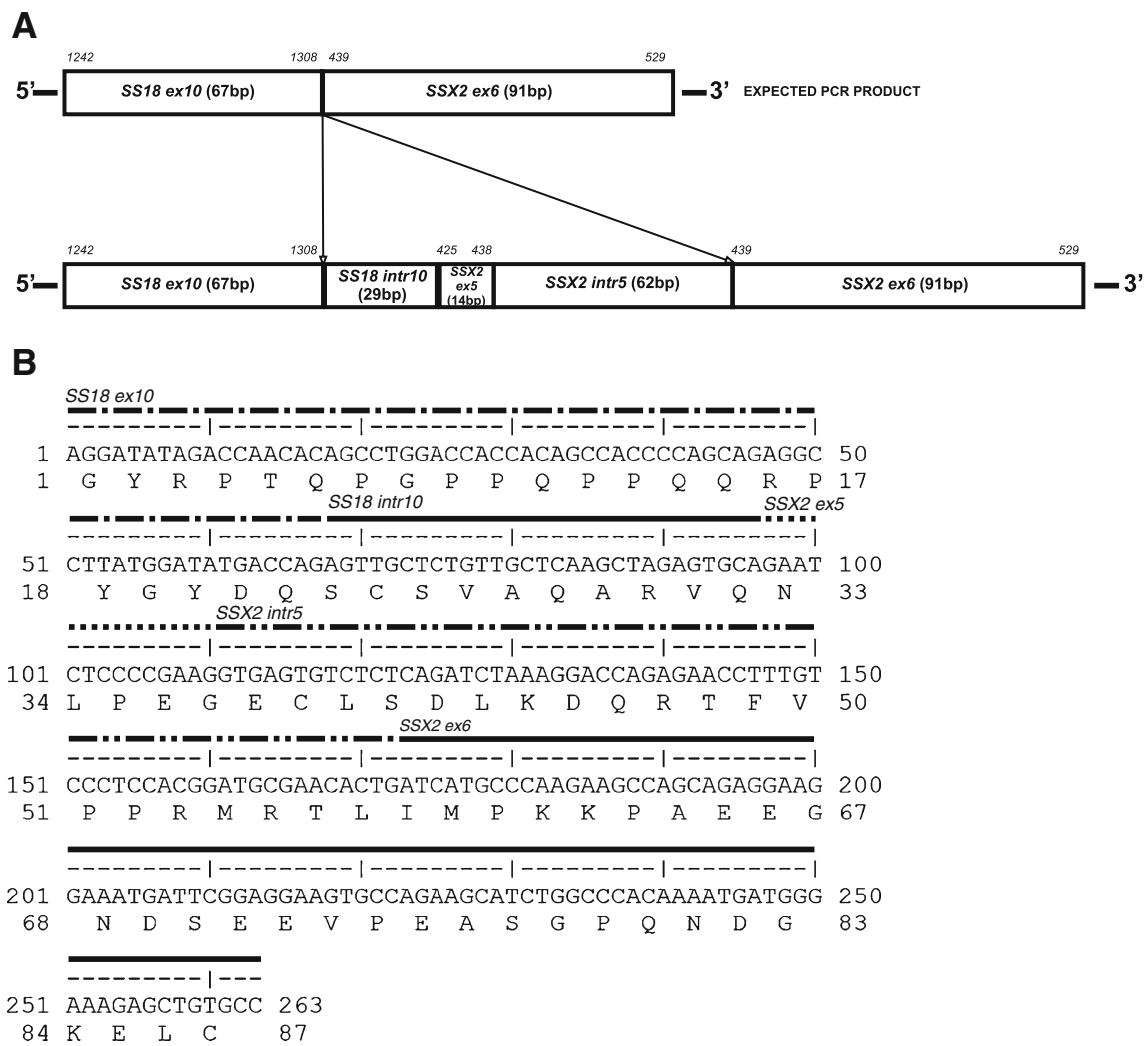 A
1242 1308 439 529
5’ SS18 ex10 (67bp) SSX2 ex6 (91bp) 3’ EXPECTED PCR PRODUCT
1242 1308 425 438 439 529
5’ SS18 ex10 (67bp) SS18 intr10 (29bp) SSX2 ex5 (14bp) SSX2 intr5 (62bp) SSX2 ex6 (91bp) 3’
B
SS18 ex10
---------|---------|---------|---------|---------|
1 AGGATATAGACCAACACAGCCTGGACCACCACAGCCACCCCAGCAGAGGC 50
1 G Y R P T Q P G P P Q P P Q Q R P 17
SS18 intr10 SSX2 ex5
---------|---------|---------|---------|---------|
51 CTTATGGATATGACCAGAGTTGCTCTGTTGCTCAAGCTAGAGTGCAGAAT 100
18 Y G Y D Q S C S V A Q A R V Q N 33
SSX2 intr5
---------|---------|---------|---------|---------|
101 CTCCCCGAAGGTGAGTGTCTCTCAGATCTAAAGGACCAGAGAACCTTTGT 150
34 L P E G E C L S D L K D Q R T F V 50
SSX2 ex6
---------|---------|---------|---------|---------|
151 CCCTCCACGGATGCGAACACTGATCATGCCCAAGAAGCCAGCAGAGGAAG 200
51 P P R M R T L I M P K K P A E E G 67
---------|---------|---------|---------|---------|
201 GAAATGATTCGGAGGAAGTGCCAGAAGCATCTGGCCCACAAAATGATGGG 250
68 N D S E E V P E A S G P Q N D G 83
---------|---
251 AAAGAGCTGTGCC 263
84 K E L C 87